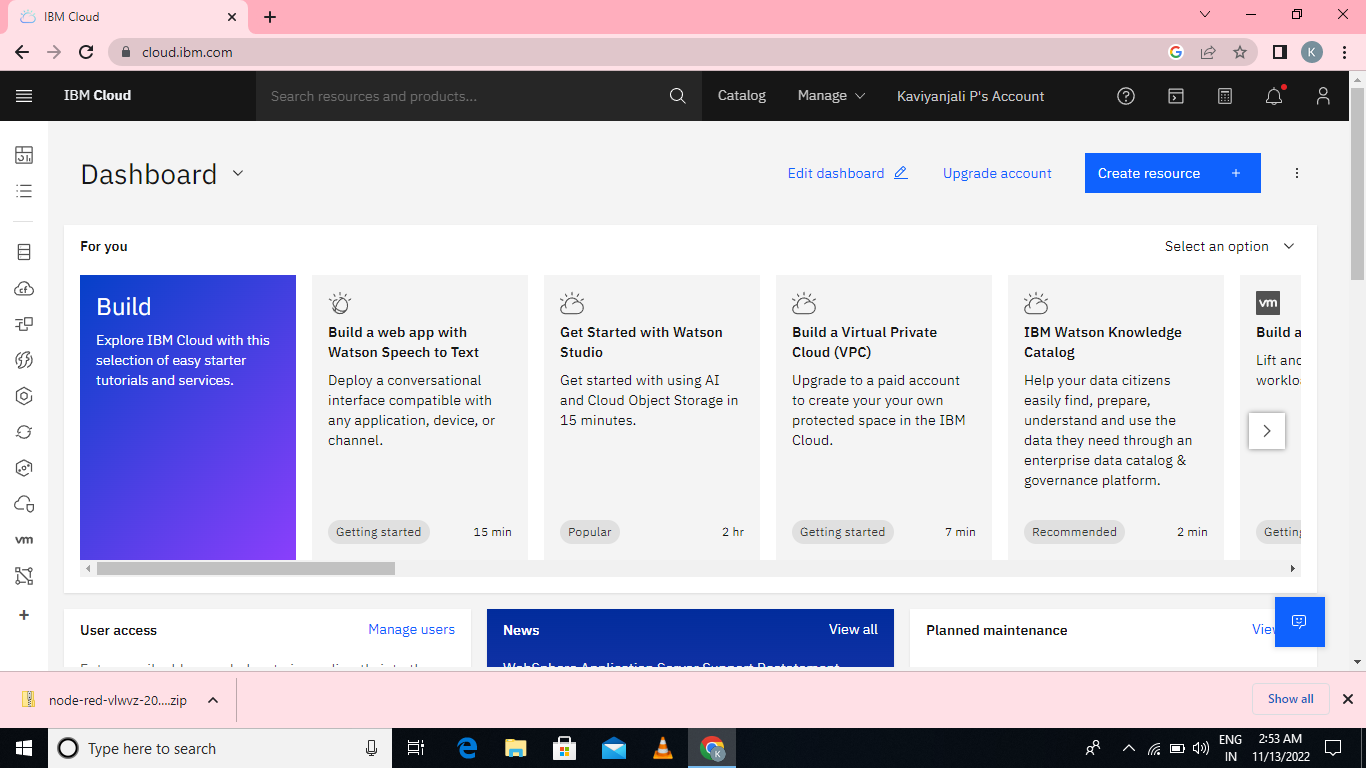 IBM Cloud
cloud.ibm.com
K
IBM Cloud
Search resources and products...
Catalog
Manage
Kaviyanjali P's Account
Dashboard
Edit dashboard
Upgrade account
Create resource +
For you
Select an option
Build
Explore IBM Cloud with this
selection of easy starter
tutorials and services.
Build a web app with
Watson Speech to Text
Deploy a conversational
interface compatible with
any application, device, or
channel.
Getting started
15 min
Get Started with Watson
Studio
Get started with using AI
and Cloud Object Storage in
15 minutes.
Popular
2 hr
Build a Virtual Private
Cloud (VPC)
Upgrade to a paid account
to create your your own
protected space in the IBM
Cloud.
Getting started
7 min
IBM Watson Knowledge
Catalog
Help your data citizens
easily find, prepare,
understand and use the
data they need through an
enterprise data catalog &
governance platform.
Recommended
2 min
vm
Build a
Lift and
cf
vm
User access
Manage users
News
View all
WebSphere Application Server Support Restatement
Planned maintenance
node-red-vlwvz-20....zip
Show all
Type here to search
K
ENG
IN
2:53 AM
11/13/2022